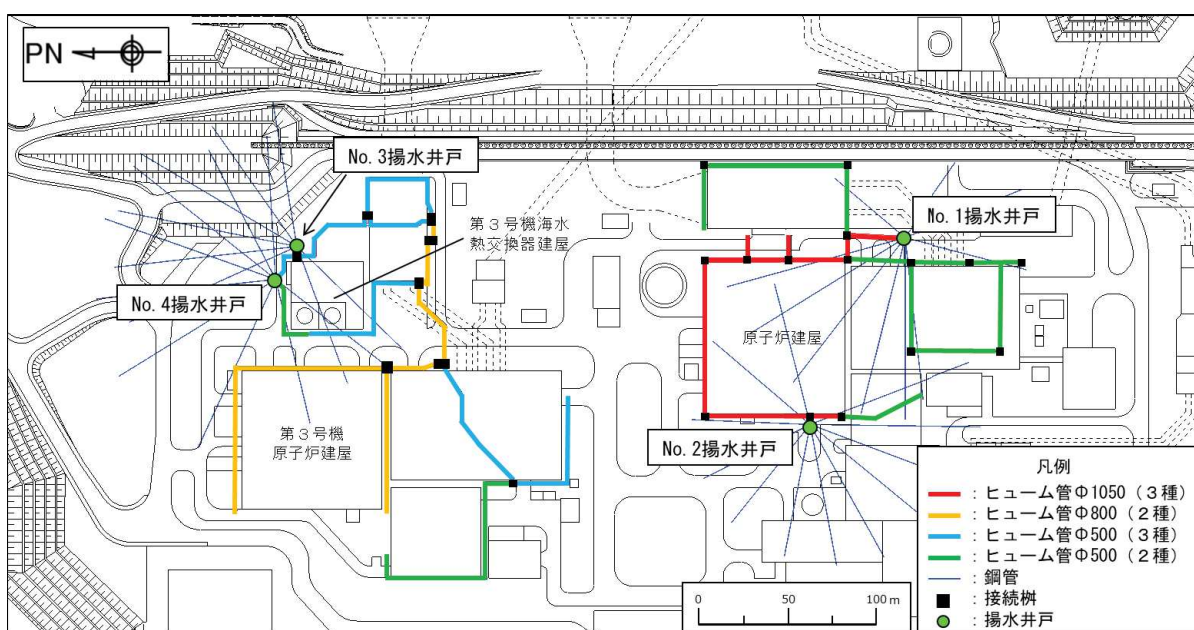 PN
No.3揚水井戸
第3号機海水
熱交換器建屋
No.1揚水井戸
No.4揚水井戸
原子炉建屋
第3号機
原子炉建屋
No.2揚水井戸
凡例
：ヒューム管Φ1050（3種）
：ヒューム管Φ800（2種）
：ヒューム管Φ500（3種）
：ヒューム管Φ500（2種）
：鋼管
：接続桝
：揚水井戸
0 50 100m